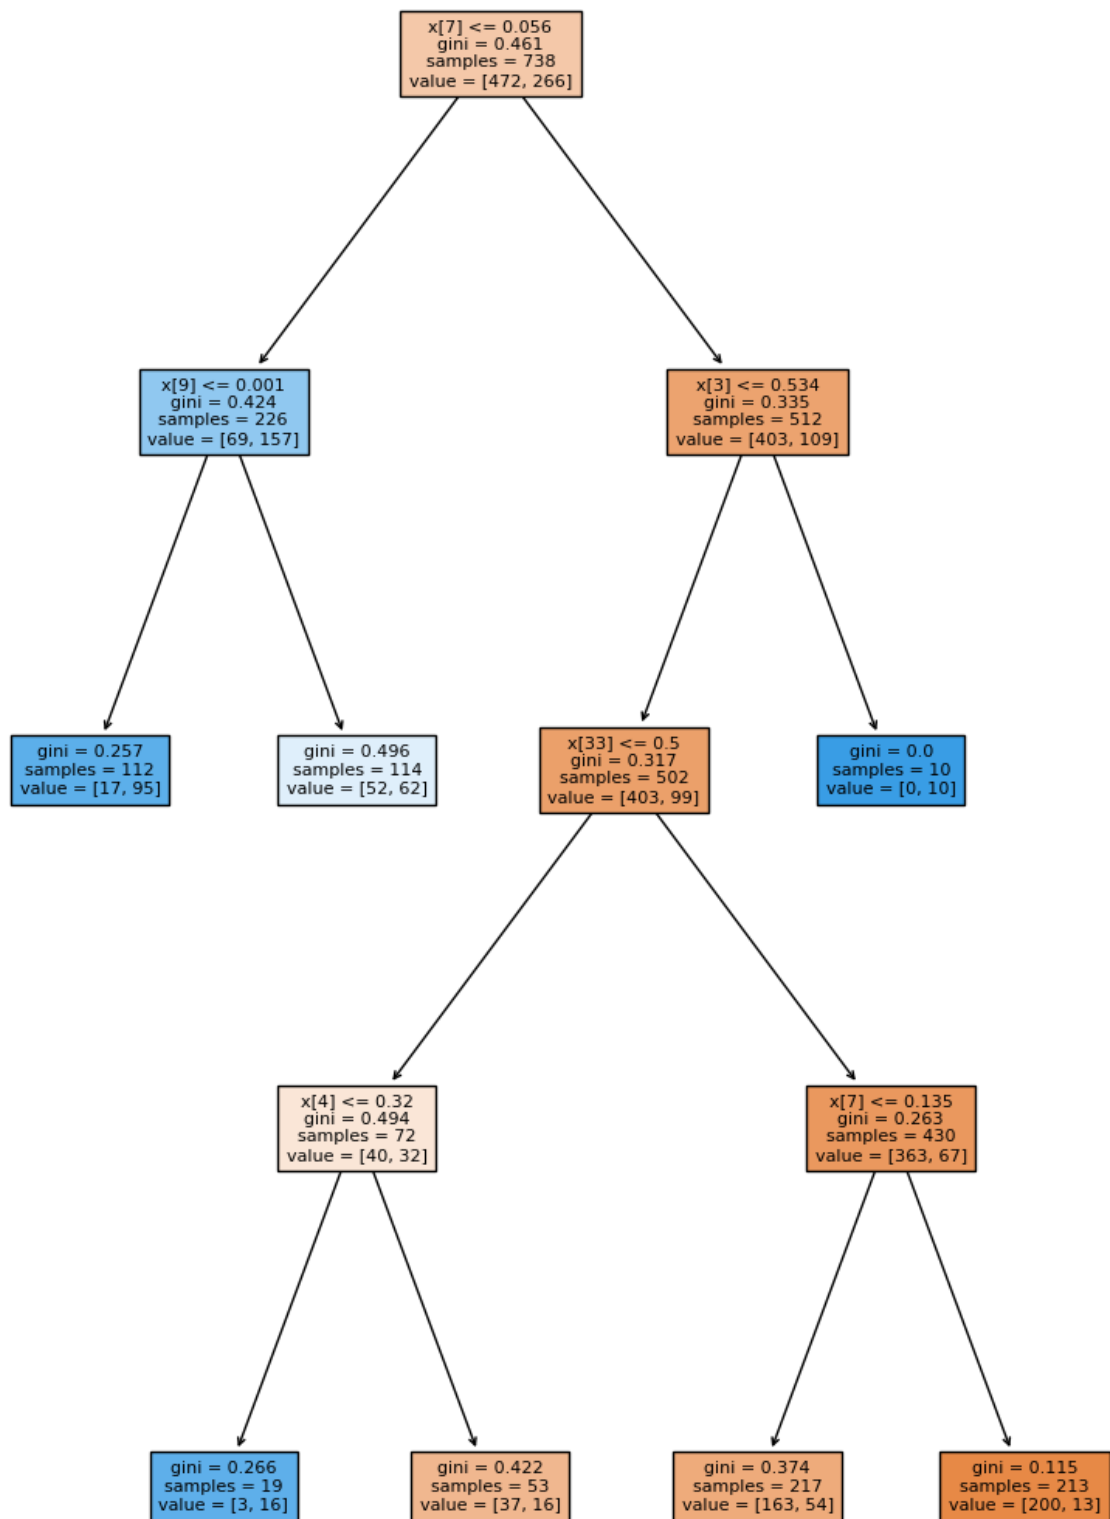 x[7] <= 0.056
gini = 0.461
samples = 738
value = [472, 266]
x[9] <= 0.001
gini = 0.424
samples = 226
value = [69, 157]
x[3] <= 0.534
gini = 0.335
samples = 512
value = [403, 109]
gini = 0.257
samples = 112
value = [17, 95]
gini = 0.496
samples = 114
value = [52, 62]
x[33] <= 0.5
gini = 0.317
samples = 502
value = [403, 99]
gini = 0.0
samples = 10
value = [0, 10]
x[4] <= 0.32
gini = 0.494
samples = 72
value = [40, 32]
x[7] <= 0.135
gini = 0.263
samples = 430
value = [363, 67]
gini = 0.266
samples = 19
value = [3, 16]
gini = 0.422
samples = 53
value = [37, 16]
gini = 0.374
samples = 217
value = [163, 54]
gini = 0.115
samples = 213
value = [200, 13]